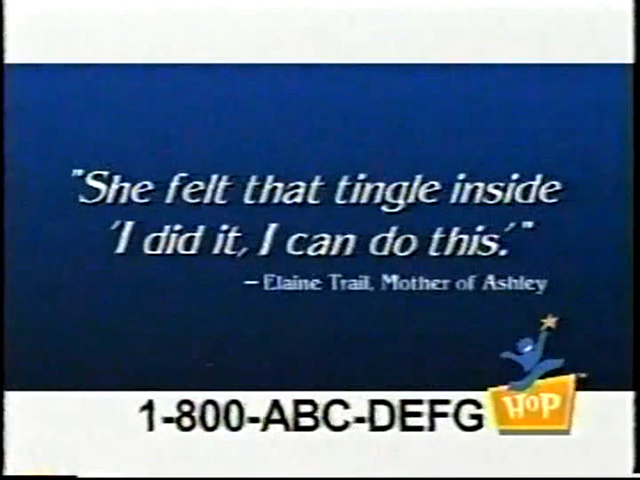 "She felt that tingle inside
'I did it, I can do this.'"
– Elaine Trail, Mother of Ashley
HOP
1-800-ABC-DEFG